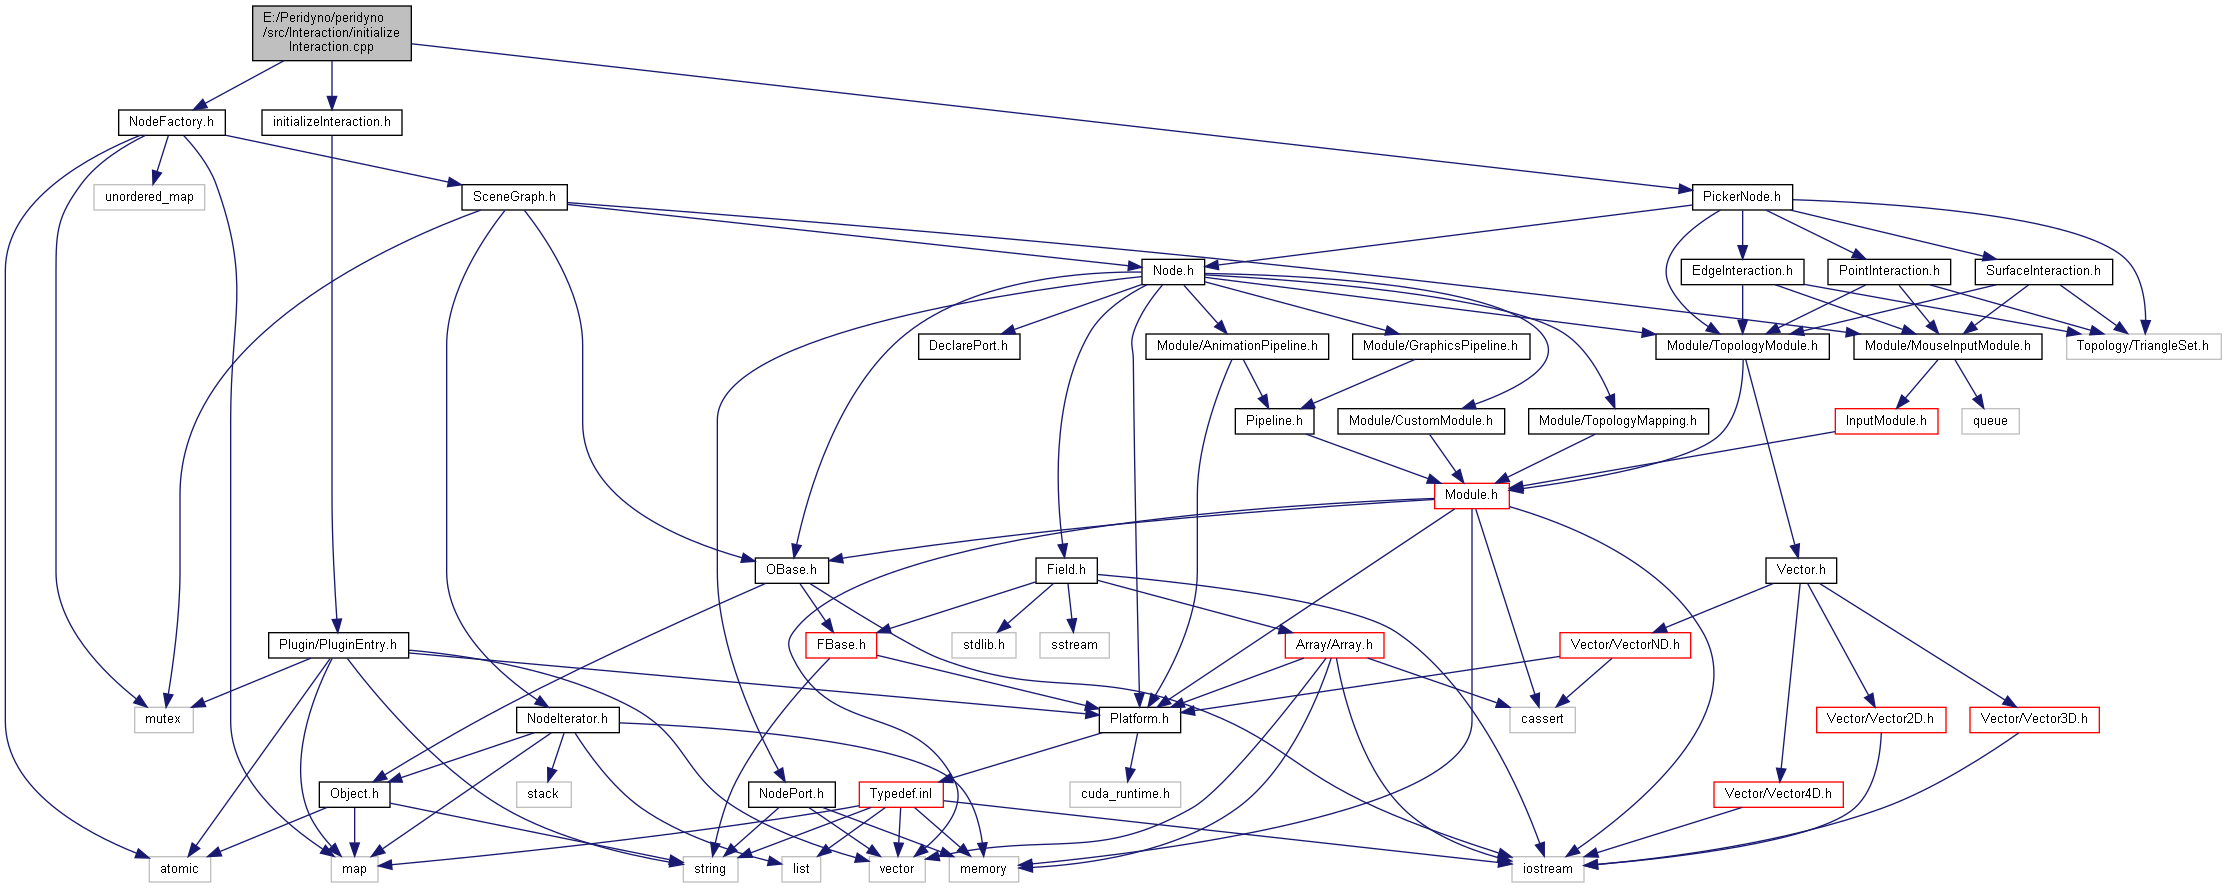 E:/Peridyno/peridyno
/src/Interaction/initialize
Interaction.cpp
NodeFactory.h
initializeInteraction.h
unordered_map
SceneGraph.h
PickerNode.h
Node.h
EdgeInteraction.h
PointInteraction.h
SurfaceInteraction.h
DeclarePort.h
Module/AnimationPipeline.h
Module/GraphicsPipeline.h
Module/TopologyModule.h
Module/MouseInputModule.h
Topology/TriangleSet.h
Pipeline.h
Module/CustomModule.h
Module/TopologyMapping.h
InputModule.h
queue
Module.h
OBase.h
Field.h
Vector.h
Plugin/PluginEntry.h
FBase.h
stdlib.h
sstream
Array/Array.h
Vector/VectorND.h
mutex
NodeIterator.h
Platform.h
cassert
Vector/Vector2D.h
Vector/Vector3D.h
Object.h
stack
NodePort.h
Typedef.inl
cuda_runtime.h
Vector/Vector4D.h
atomic
map
string
list
vector
memory
iostream